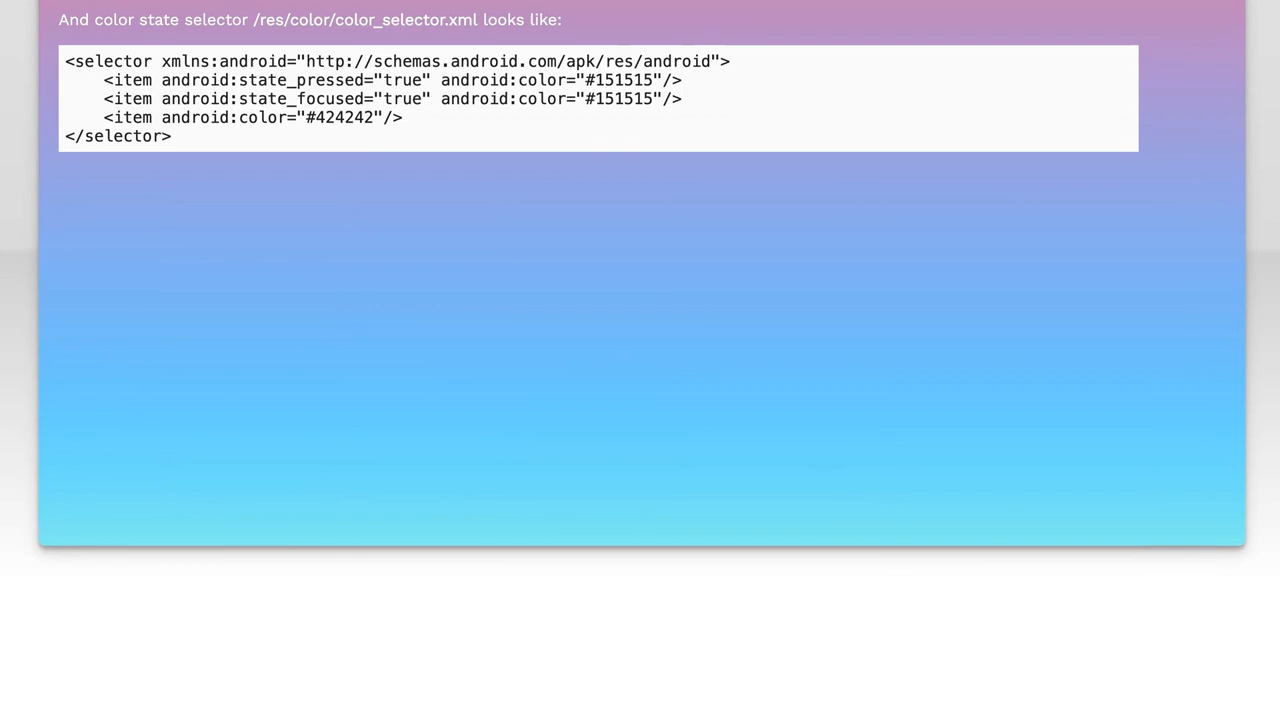 And color state selector /res/color/color_selector.xml looks like:
<selector xmlns:android="http://schemas.android.com/apk/res/android">
    <item android:state_pressed="true" android:color="#151515"/>
    <item android:state_focused="true" android:color="#151515"/>
    <item android:color="#424242"/>
</selector>